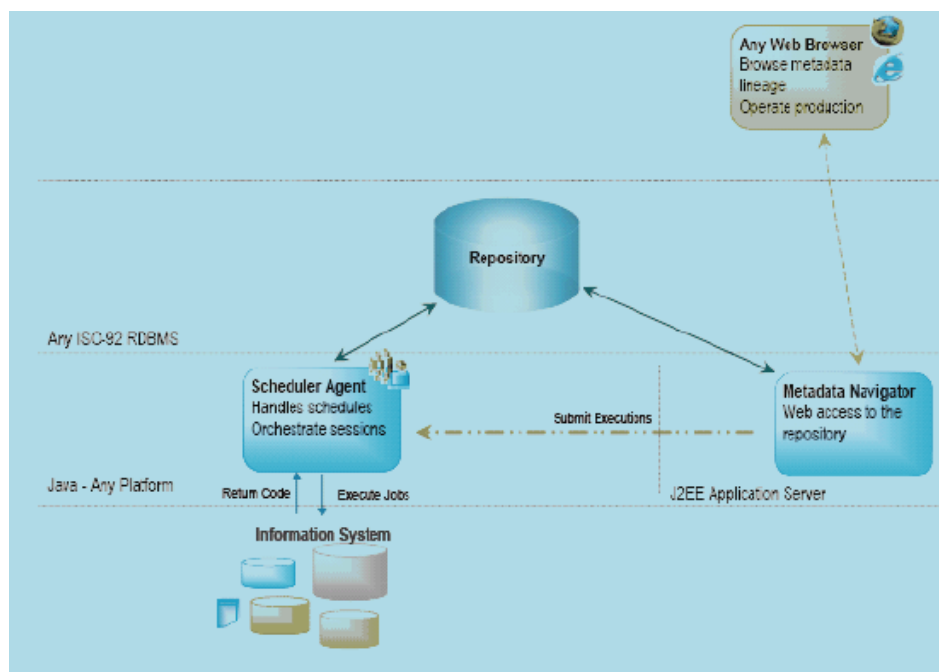 Any Web Browser
Browse metadata
lineage
Operate production
Repository
Any ISC-92 RDBMS
Scheduler Agent
Handles schedules
Orchestrate sessions
Metadata Navigator
Web access to the
repository
Submit Executions
Java - Any Platform
Return Code
Execute Jobs
J2EE Application Server
Information System